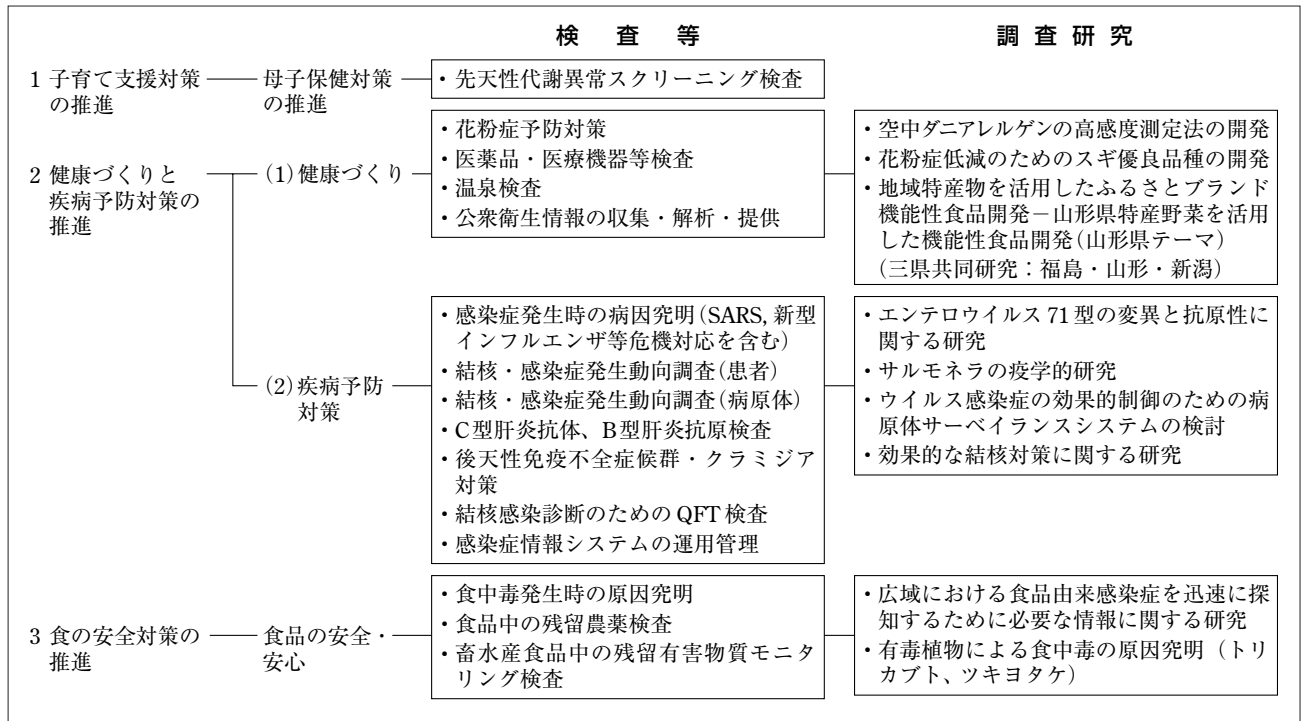 検査等
調査研究
1 子育て支援対策
の推進
母子保健対策
の推進
・先天性代謝異常スクリーニング検査
2 健康づくりと
疾病予防対策の
推進
(1)健康づくり
・花粉症予防対策
・医薬品・医療機器等検査
・温泉検査
・公衆衛生情報の収集・解析・提供
・空中ダニアレルゲンの高感度測定法の開発
・花粉症低減のためのスギ優良品種の開発
・地域特産物を活用したふるさとブランド
機能性食品開発－山形県特産野菜を活用
した機能性食品開発(山形県テーマ)
(三県共同研究：福島・山形・新潟)
(2)疾病予防
対策
・感染症発生時の病因究明(SARS, 新型
インフルエンザ等危機対応を含む)
・結核・感染症発生動向調査(患者)
・結核・感染症発生動向調査(病原体)
・C型肝炎抗体、B型肝炎抗原検査
・後天性免疫不全症候群・クラミジア
対策
・結核感染診断のための QFT 検査
・感染症情報システムの運用管理
・エンテロウイルス 71 型の変異と抗原性に
関する研究
・サルモネラの疫学的研究
・ウイルス感染症の効果的制御のための病
原体サーベイランスシステムの検討
・効果的な結核対策に関する研究
3 食の安全対策の
推進
食品の安全・
安心
・食中毒発生時の原因究明
・食品中の残留農薬検査
・畜水産食品中の残留有害物質モニタ
リング検査
・広域における食品由来感染症を迅速に探
知するために必要な情報に関する研究
・有毒植物による食中毒の原因究明（トリ
カブト、ツキヨタケ）